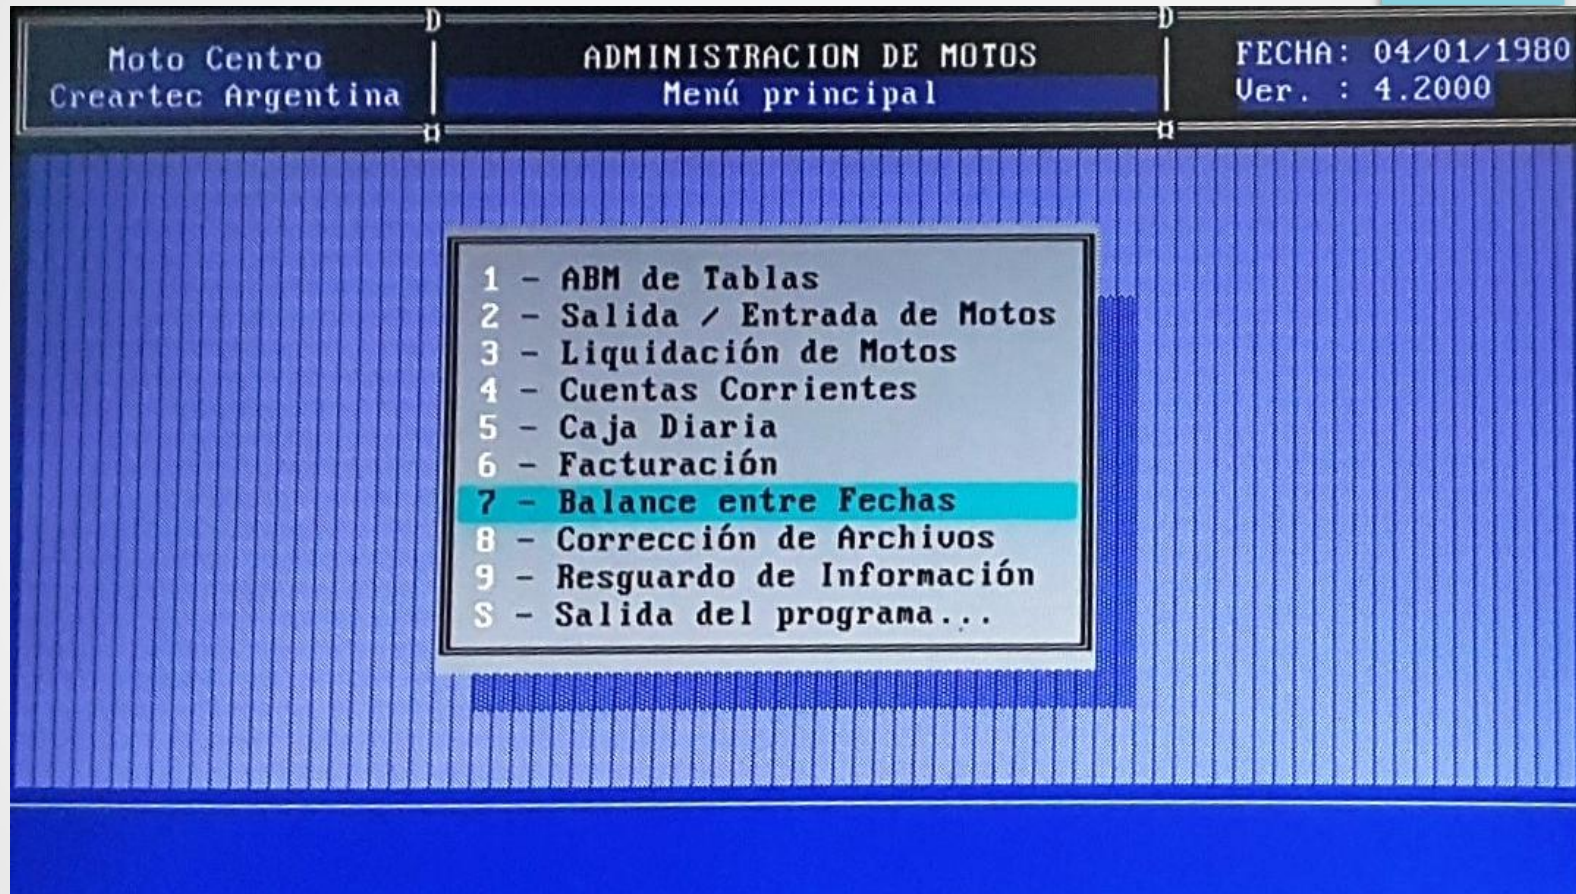 Moto Centro
Creartec Argentina
ADMINISTRACION DE MOTOS
Menú principal
FECHA: 04/01/1980
Ver. : 4.2000
1 - ABM de Tablas
2 - Salida / Entrada de Motos
3 - Liquidación de Motos
4 - Cuentas Corrientes
5 - Caja Diaria
6 - Facturación
7 - Balance entre Fechas
8 - Corrección de Archivos
9 - Resguardo de Información
S - Salida del programa...